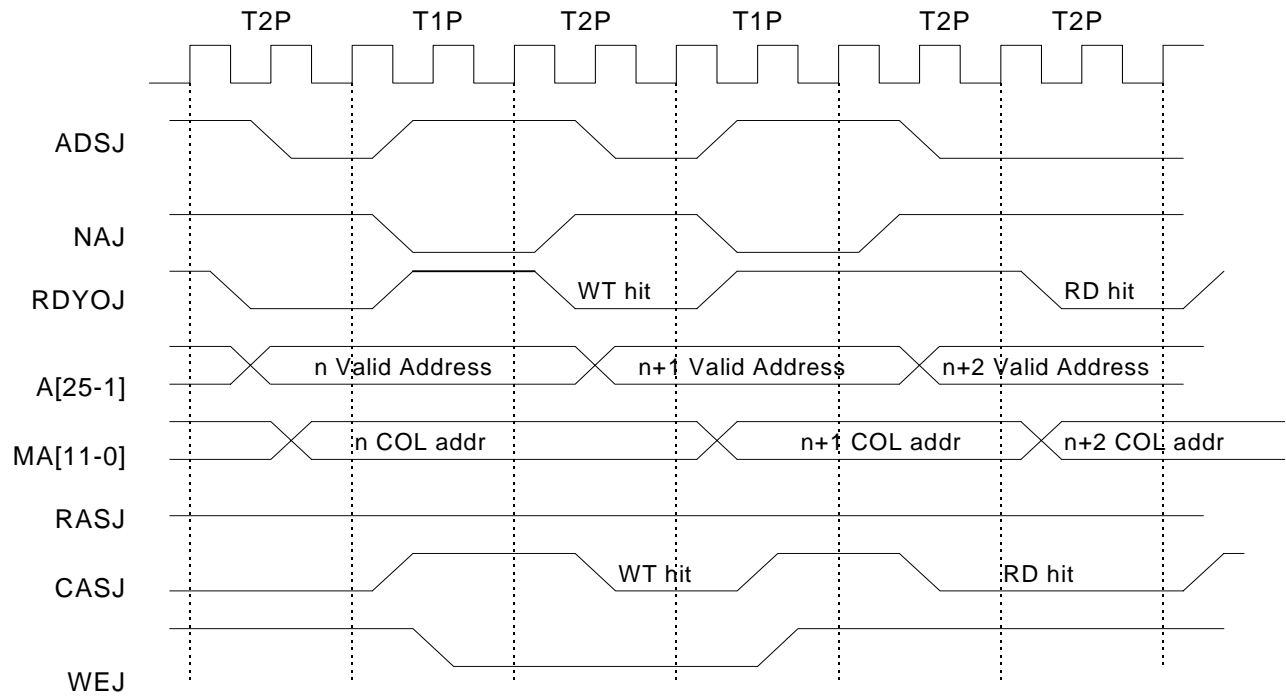 T2P T1P T2P T1P T2P T2P
ADSJ
NAJ
RDYOJ
WT hit RD hit
A[25-1]
n Valid Address n+1 Valid Address n+2 Valid Address
MA[11-0]
n COL addr n+1 COL addr n+2 COL addr
RASJ
CASJ
WT hit RD hit
WEJ